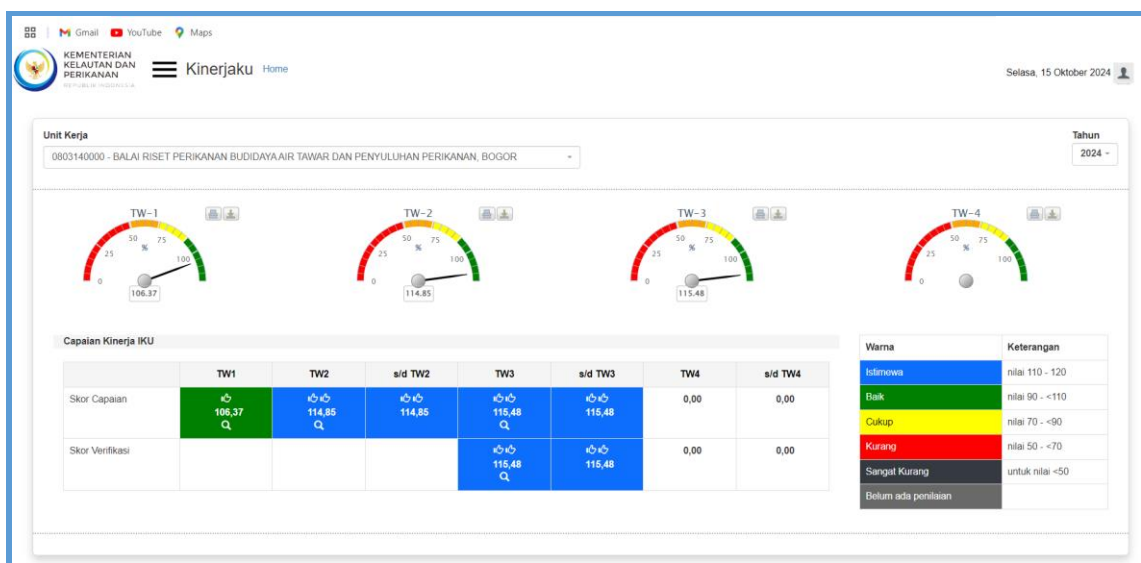 Gmail YouTube Maps
KEMENTERIAN
KELAUTAN DAN
PERIKANAN
REPUBLIK INDONESIA
Kinerjaku Home
Selasa, 15 Oktober 2024
Unit Kerja
Tahun
0803140000 - BALAI RISET PERIKANAN BUDIDAYA AIR TAWAR DAN PENYULUHAN PERIKANAN, BOGOR
2024
TW-1
0 25 50 75 100
%
106.37
TW-2
0 25 50 75 100
%
114.85
TW-3
0 25 50 75 100
%
115.48
TW-4
0 25 50 75 100
%
Capaian Kinerja IKU
TW1 TW2 s/d TW2 TW3 s/d TW3 TW4 s/d TW4
Skor Capaian 106,37 114,85 114,85 115,48 115,48 0,00 0,00
Skor Verifikasi 115,48 115,48 0,00 0,00
Warna Keterangan
Istimewa nilai 110 - 120
Baik nilai 90 - <110
Cukup nilai 70 - <90
Kurang nilai 50 - <70
Sangat Kurang untuk nilai <50
Belum ada penilaian